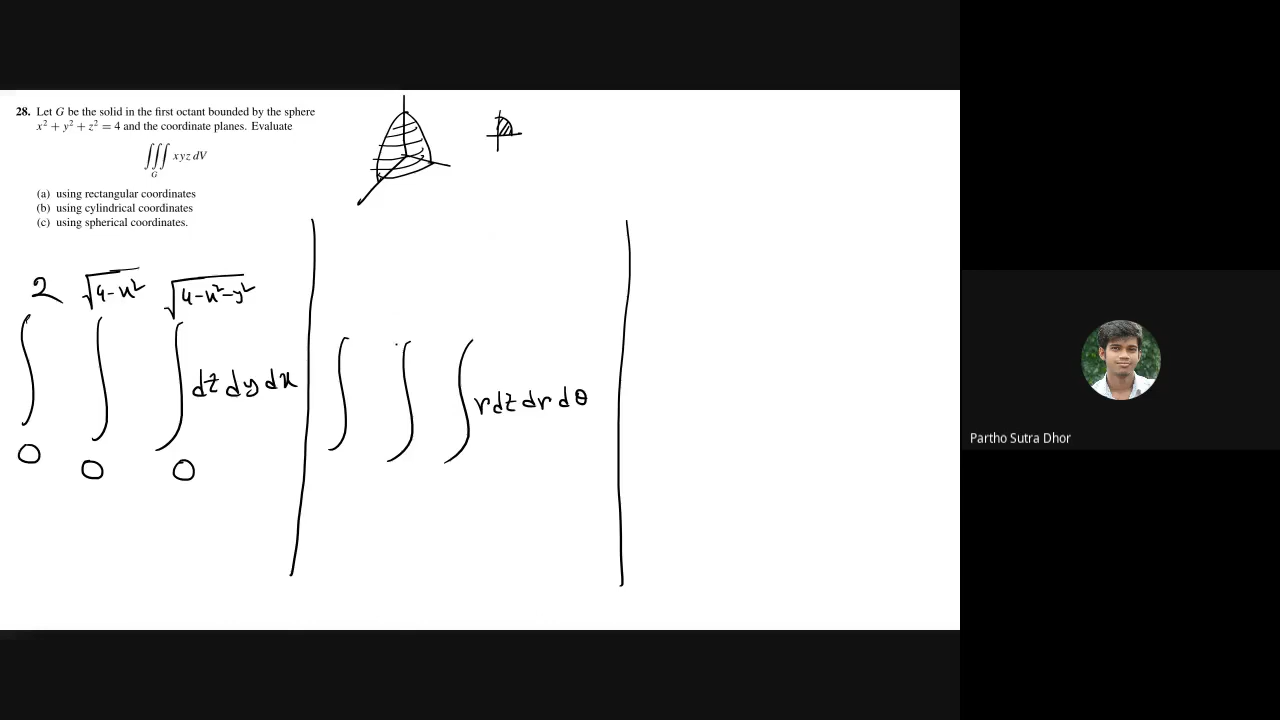 28. Let G be the solid in the first octant bounded by the sphere
x² + y² + z² = 4 and the coordinate planes. Evaluate
∭ xyz dV
G
(a) using rectangular coordinates
(b) using cylindrical coordinates
(c) using spherical coordinates.
2 √4-x² √4-x²-y²
∫ ∫ ∫ dz dy dx
0 0 0
∫ ∫ ∫ r dz dr dθ
Partho Sutra Dhor